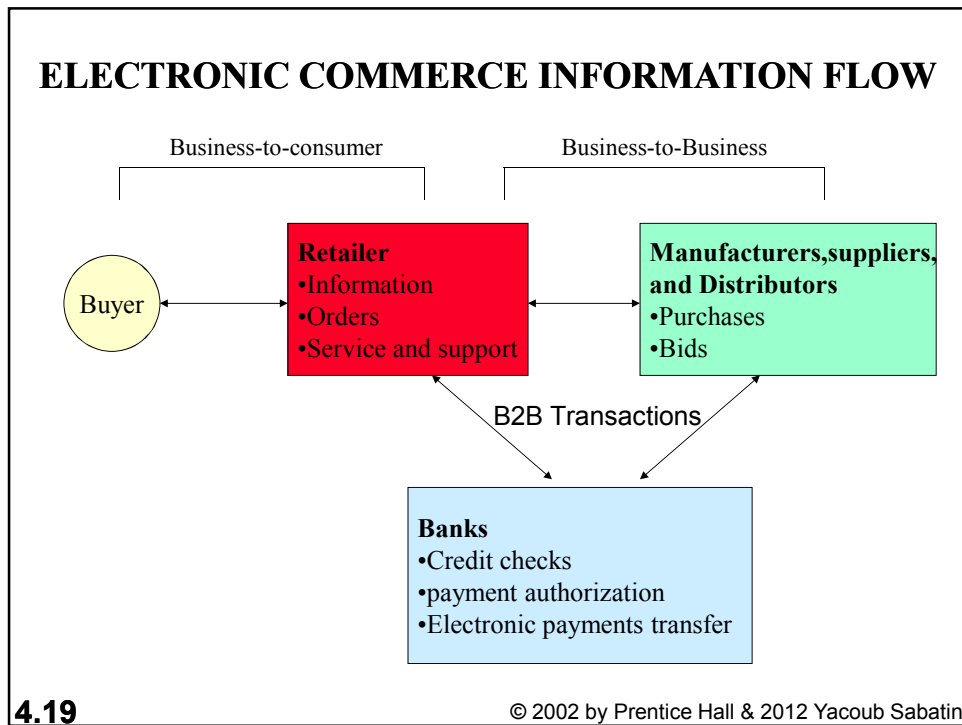 ELECTRONIC COMMERCE INFORMATION FLOW
Business-to-consumer
Business-to-Business
Buyer
Retailer
•Information
•Orders
•Service and support
Manufacturers,suppliers,
and Distributors
•Purchases
•Bids
B2B Transactions
Banks
•Credit checks
•payment authorization
•Electronic payments transfer
4.19
© 2002 by Prentice Hall & 2012 Yacoub Sabatin